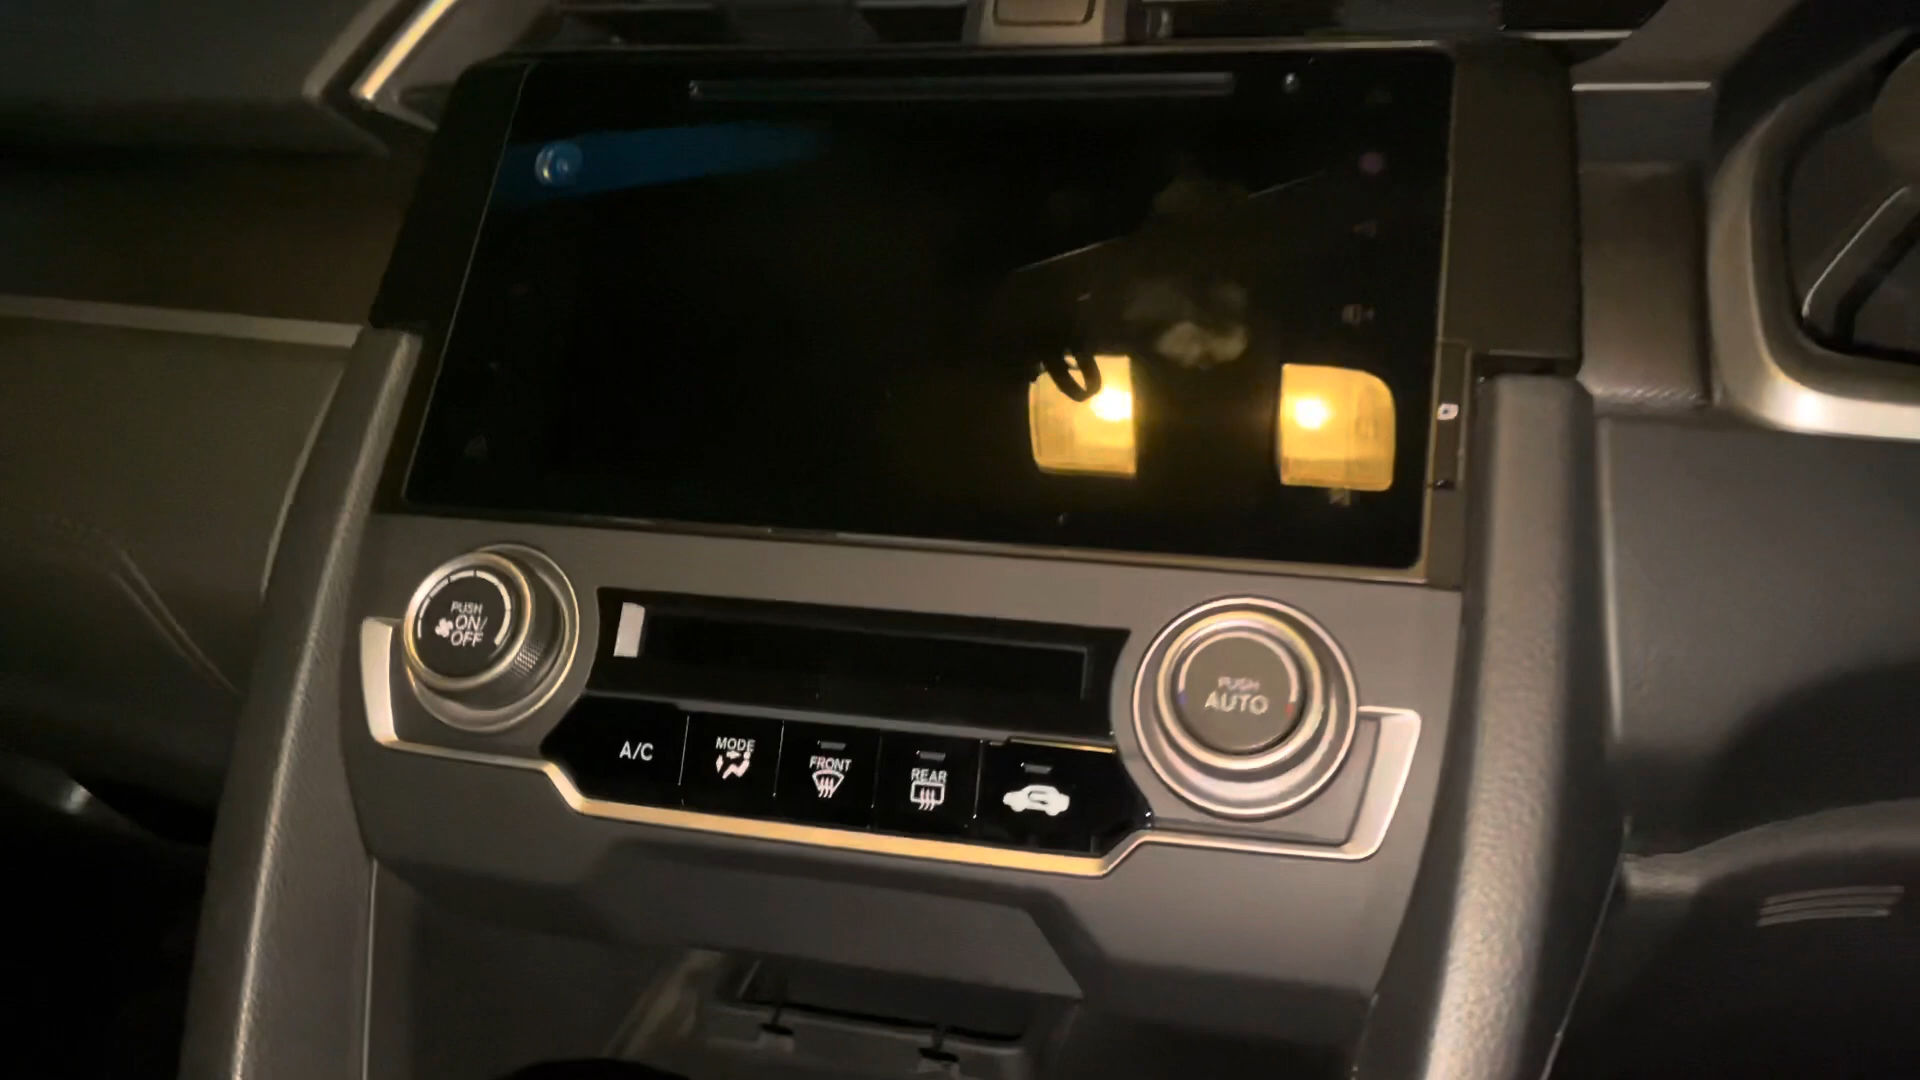 PUSH
ON/
OFF
PUSH
AUTO
A/C
MODE
FRONT
REAR